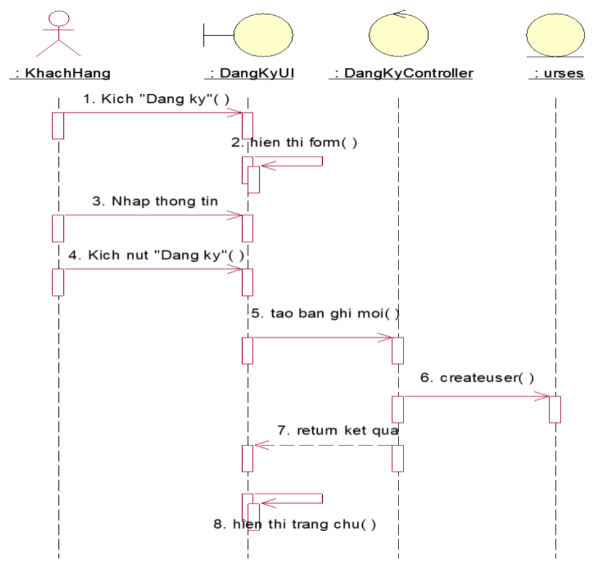 : KhachHang
: DangKyUI
: DangKyController
: urses
1. Kich "Dang ky"( )
2. hien thi form( )
3. Nhap thong tin
4. Kich nut "Dang ky"( )
5. tao ban ghi moi( )
6. createuser( )
7. return ket qua
8. hien thi trang chu( )